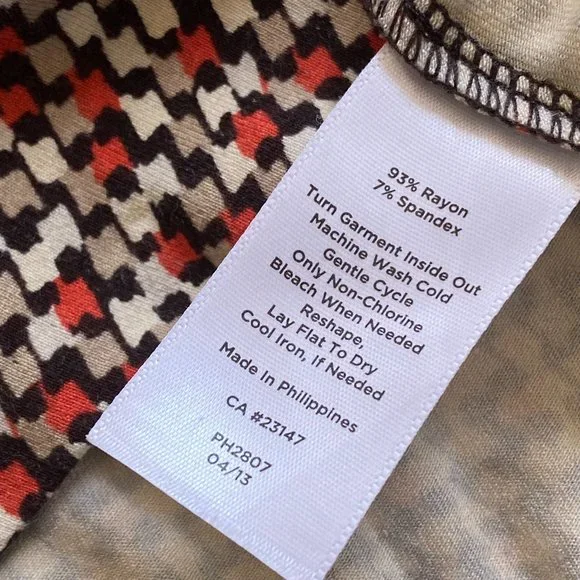 93% Rayon
7% Spandex
Turn Garment Inside Out
Machine Wash Cold
Gentle Cycle
Only Non-Chlorine
Bleach When Needed
Reshape,
Lay Flat To Dry
Cool Iron, If Needed
Made In Philippines
CA #23147
PH2807
04/13